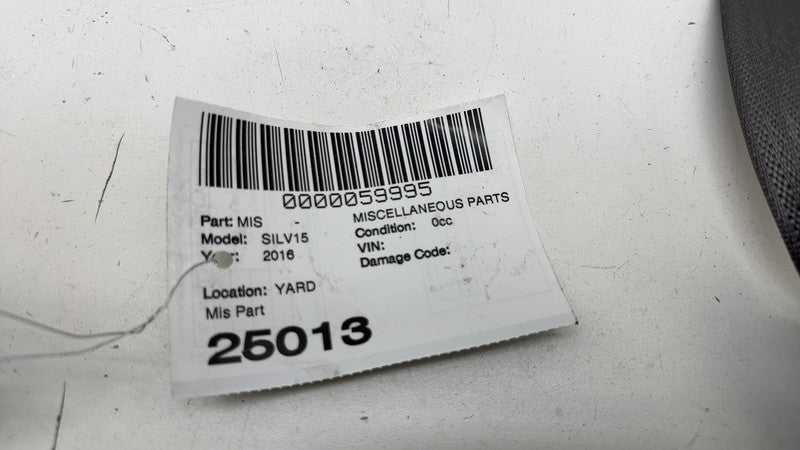 0000059995
Part: MIS - MISCELLANEOUS PARTS
Model: SILV15 Condition: 0cc
Year: 2016 VIN:
Damage Code:
Location: YARD
Mis Part
25013